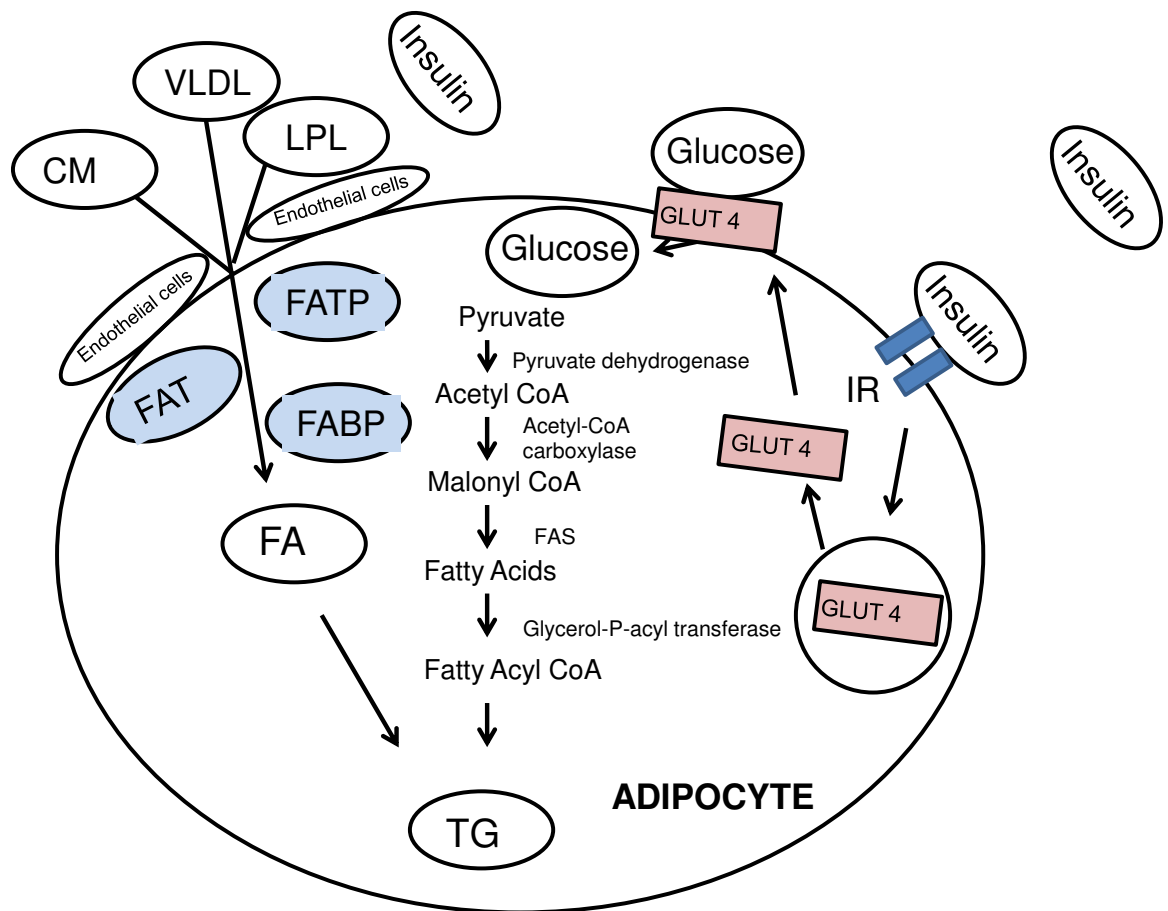 Insulin
VLDL
LPL
CM
Endothelial cells
Glucose
Insulin
GLUT 4
Glucose
Endothelial cells
FATP
Insulin
Pyruvate
Pyruvate dehydrogenase
FAT
Acetyl CoA
IR
FABP
Acetyl-CoA
carboxylase
GLUT 4
Malonyl CoA
FA
FAS
Fatty Acids
GLUT 4
Glycerol-P-acyl transferase
Fatty Acyl CoA
ADIPOCYTE
TG